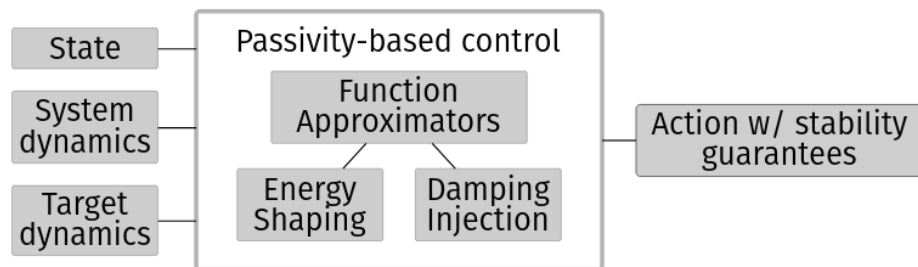 State
System
dynamics
Target
dynamics
Passivity-based control
Function
Approximators
Energy
Shaping
Damping
Injection
Action w/ stability
guarantees